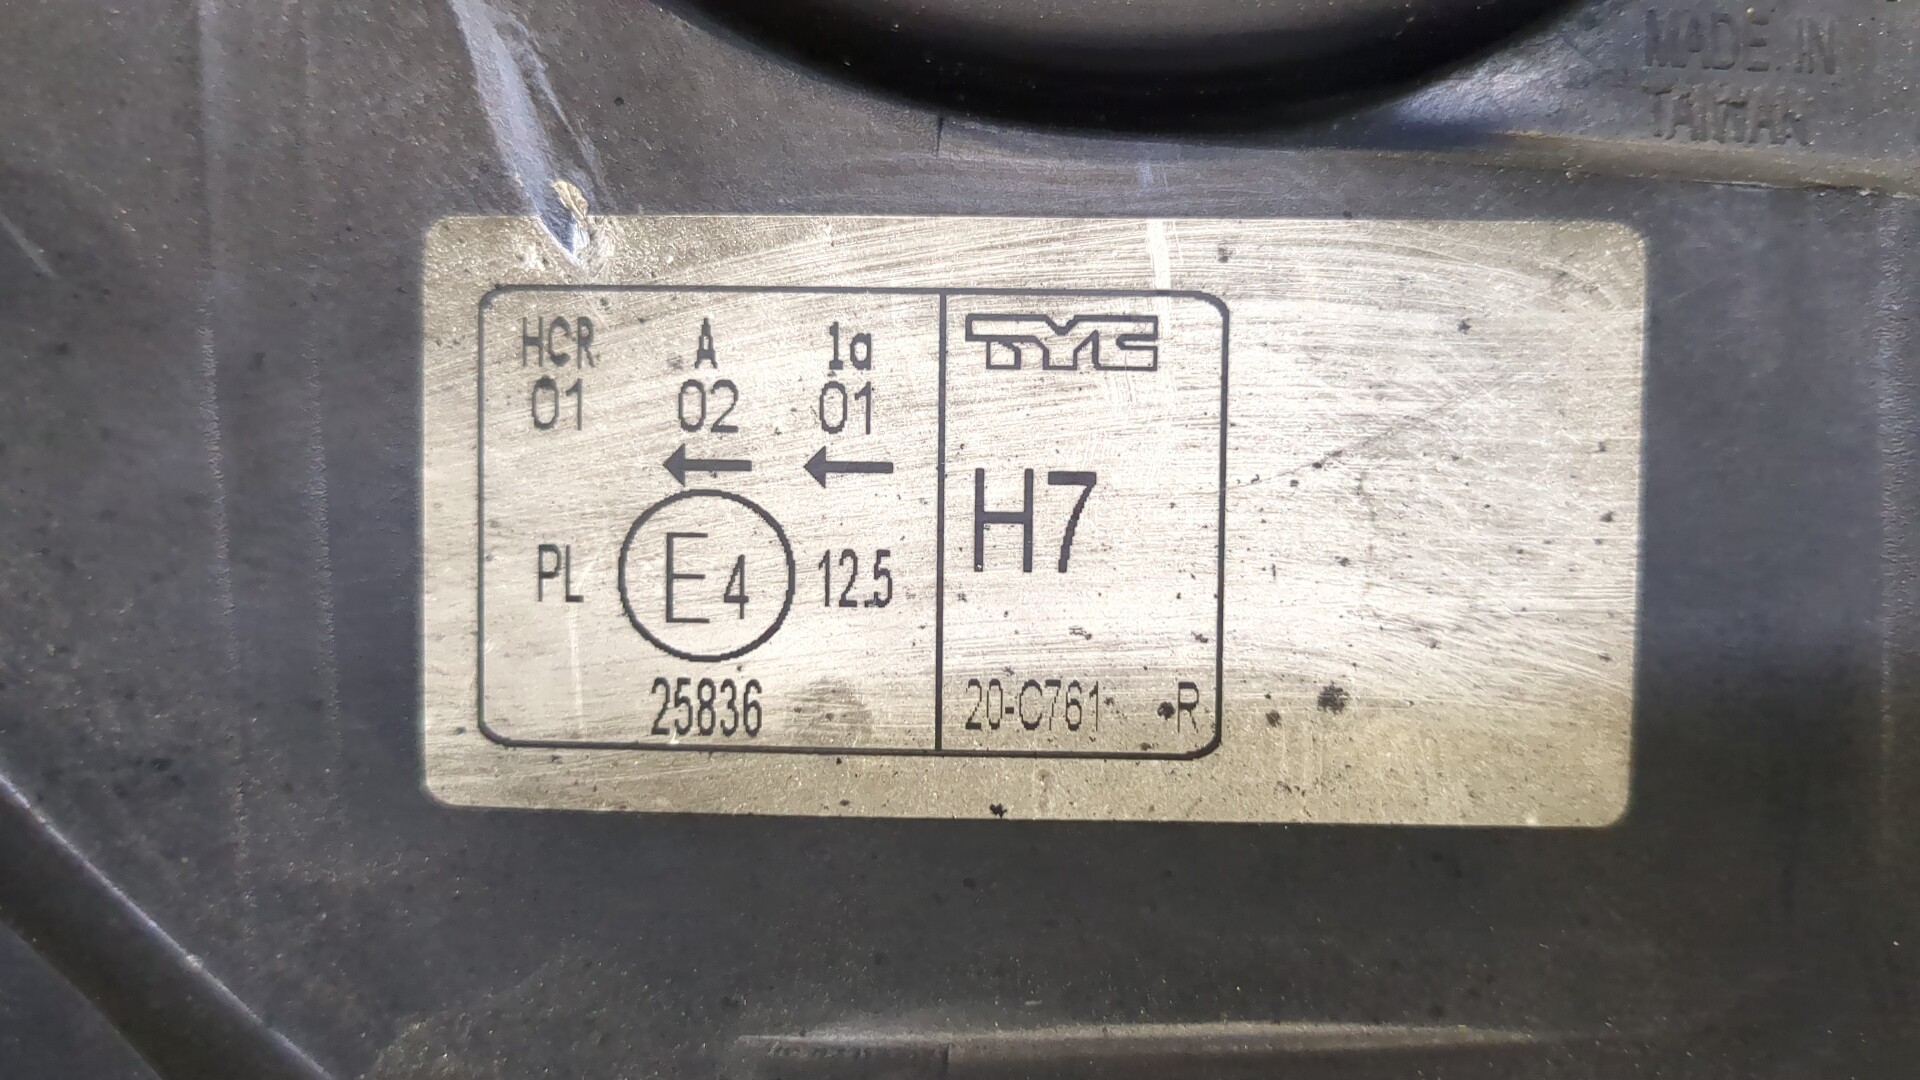 MADE IN
TAIWAN
HCR A 1a
01 02 01
← ←
PL E4 12.5
25836
TYC
H7
20-C761 -R